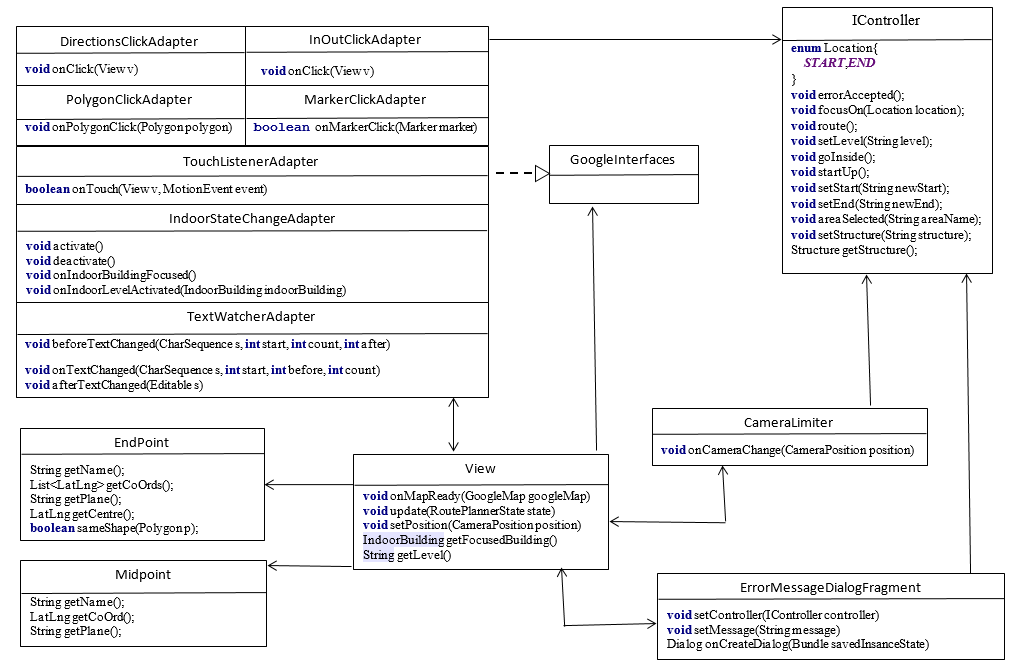 DirectionsClickAdapter
void onClick(View v)
InOutClickAdapter
void onClick(View v)
PolygonClickAdapter
void onPolygonClick(Polygon polygon)
MarkerClickAdapter
boolean onMarkerClick(Marker marker)
TouchListenerAdapter
boolean onTouch(View v, MotionEvent event)
IndoorStateChangeAdapter
void activate()
void deactivate()
void onIndoorBuildingFocused()
void onIndoorLevelActivated(IndoorBuilding indoorBuilding)
TextWatcherAdapter
void beforeTextChanged(CharSequence s, int start, int count, int after)
void onTextChanged(CharSequence s, int start, int before, int count)
void afterTextChanged(Editable s)
GoogleInterfaces
IController
enum Location{
START,END
}
void errorAccepted();
void focusOn(Location location);
void route();
void setLevel(String level);
void goInside();
void startUp();
void setStart(String newStart);
void setEnd(String newEnd);
void areaSelected(String areaName);
void setStructure(String structure);
Structure getStructure();
EndPoint
String getName();
List<LatLng> getCoOrds();
String getPlane();
LatLng getCentre();
boolean sameShape(Polygon p);
View
void onMapReady(GoogleMap googleMap)
void update(RoutePlannerState state)
void setPosition(CameraPosition position)
IndoorBuilding getFocusedBuilding()
String getLevel()
CameraLimiter
void onCameraChange(CameraPosition position)
Midpoint
String getName();
LatLng getCoOrd();
String getPlane();
ErrorMessageDialogFragment
void setController(IController controller)
void setMessage(String message)
Dialog onCreateDialog(Bundle savedInsanceState)